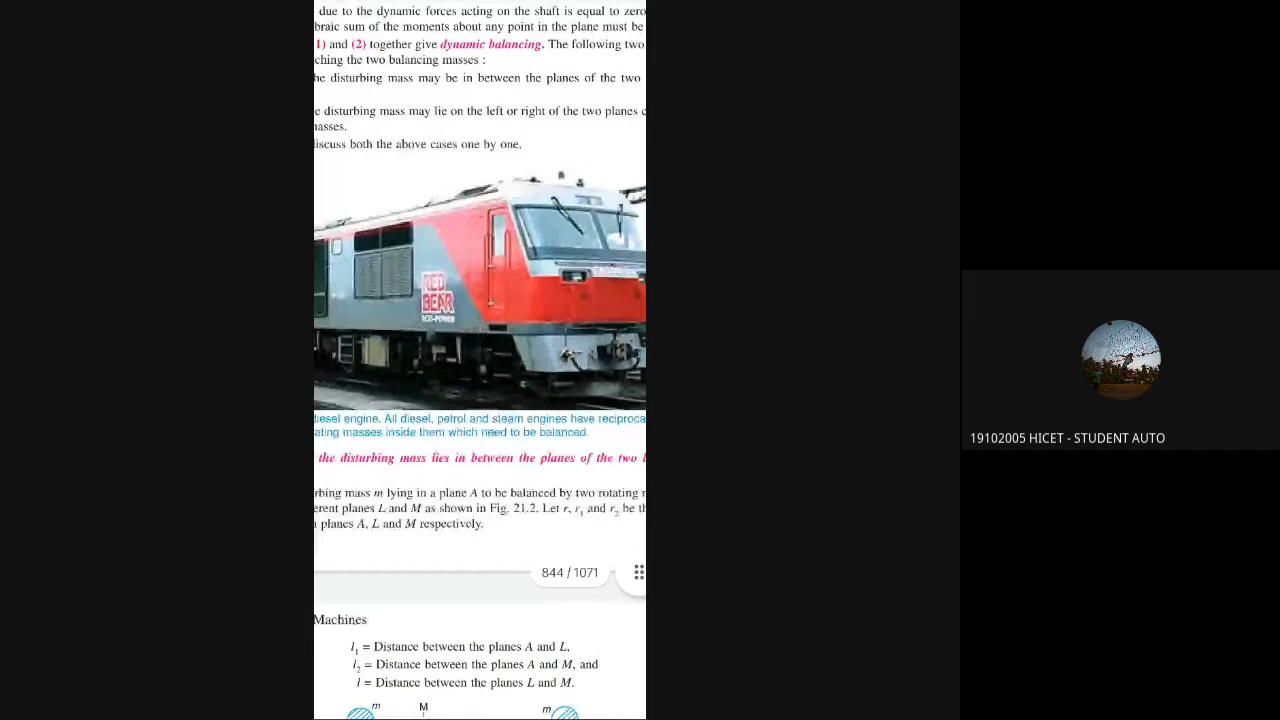 due to the dynamic forces acting on the shaft is equal to zero
braic sum of the moments about any point in the plane must be
1) and (2) together give dynamic balancing. The following two
ching the two balancing masses :
he disturbing mass may be in between the planes of the two
e disturbing mass may lie on the left or right of the two planes c
nasses.
discuss both the above cases one by one.
RED
BEAR
diesel engine. All diesel, petrol and steam engines have reciproca
ating masses inside them which need to be balanced.
the disturbing mass lies in between the planes of the two b
rbing mass m lying in a plane A to be balanced by two rotating m
erent planes L and M as shown in Fig. 21.2. Let r, r₁ and r₂ be th
n planes A, L and M respectively.
844 / 1071
Machines
l₁ = Distance between the planes A and L,
l₂ = Distance between the planes A and M, and
l = Distance between the planes L and M.
m M m
19102005 HICET - STUDENT AUTO